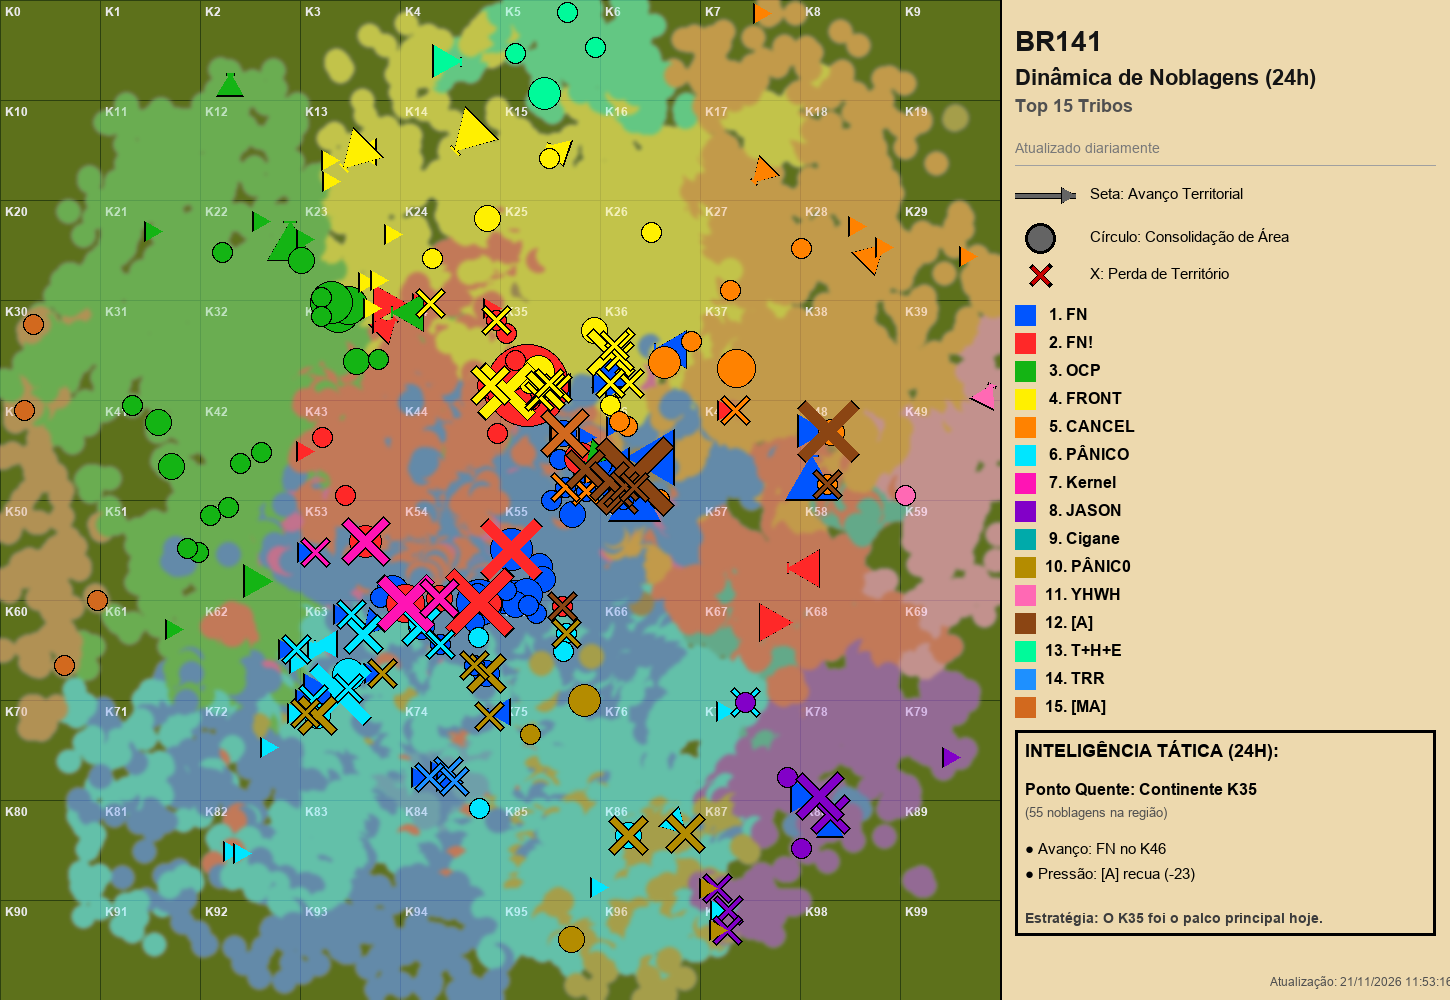 K0 K1 K2 K3 K4 K5 K6 K7 K8 K9
K10 K11 K12 K13 K14 K15 K16 K17 K18 K19
K20 K21 K22 K23 K24 K25 K26 K27 K28 K29
K30 K31 K32 K35 K36 K37 K38 K39
K42 K43 K44 K49
K50 K51 K53 K55 K57 K59
K60 K61 K62 K63 K66 K67 K68 K69
K70 K71 K72 K74 K75 K76 K78 K79
K80 K81 K82 K83 K84 K85 K86 K87 K89
K90 K91 K92 K93 K94 K95 K96 K98 K99
BR141
Dinâmica de Noblagens (24h)
Top 15 Tribos
Atualizado diariamente
Seta: Avanço Territorial
Círculo: Consolidação de Área
X: Perda de Território
1. FN
2. FN!
3. OCP
4. FRONT
5. CANCEL
6. PÂNICO
7. Kernel
8. JASON
9. Cigane
10. PÂNIC0
11. YHWH
12. [A]
13. T+H+E
14. TRR
15. [MA]
INTELIGÊNCIA TÁTICA (24H):
Ponto Quente: Continente K35
(55 noblagens na região)
● Avanço: FN no K46
● Pressão: [A] recua (-23)
Estratégia: O K35 foi o palco principal hoje.
Atualização: 21/11/2026 11:53:16